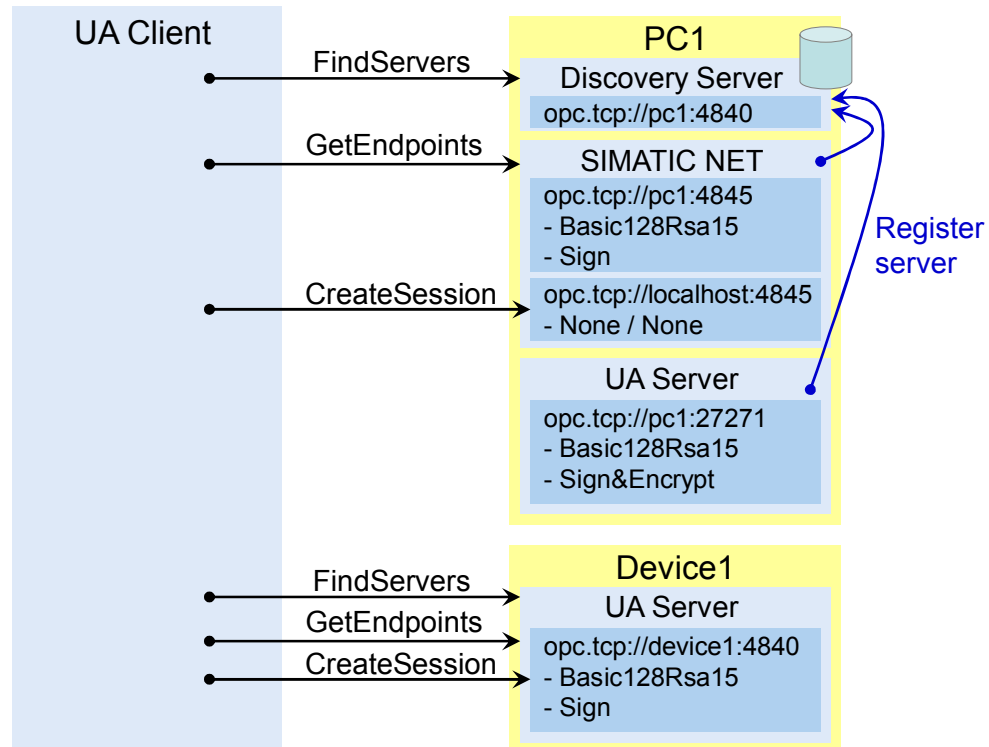 UA Client
PC1
FindServers
Discovery Server
opc.tcp://pc1:4840
GetEndpoints
SIMATIC NET
opc.tcp://pc1:4845
- Basic128Rsa15
- Sign
Register
server
CreateSession
opc.tcp://localhost:4845
- None / None
UA Server
opc.tcp://pc1:27271
- Basic128Rsa15
- Sign&Encrypt
Device1
FindServers
UA Server
GetEndpoints
opc.tcp://device1:4840
CreateSession
- Basic128Rsa15
- Sign